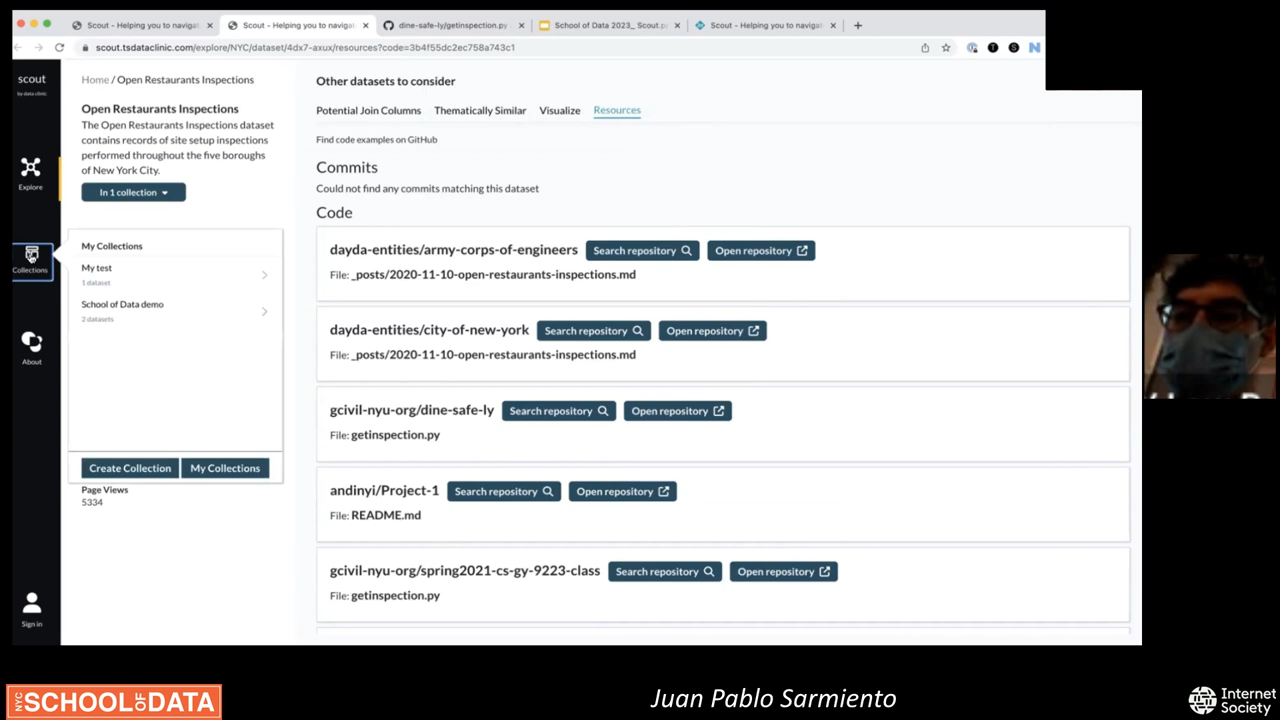 Scout - Helping you to navigat
Scout - Helping you to navigat
dine-safe-ly/getinspection.py
School of Data 2023_ Scout.p
Scout - Helping you to navigat
scout.tsdataclinic.com/explore/NYC/dataset/4dx7-axux/resources?code=3b4f55dc2ec758a743c1
scout
by data clinic
Explore
Collections
About
Sign in
Home / Open Restaurants Inspections
Open Restaurants Inspections
The Open Restaurants Inspections dataset
contains records of site setup inspections
performed throughout the five boroughs
of New York City.
In 1 collection
My Collections
My test
1 dataset
School of Data demo
2 datasets
Create Collection
My Collections
Page Views
5334
Other datasets to consider
Potential Join Columns Thematically Similar Visualize Resources
Find code examples on GitHub
Commits
Could not find any commits matching this dataset
Code
dayda-entities/army-corps-of-engineers Search repository Open repository
File: _posts/2020-11-10-open-restaurants-inspections.md
dayda-entities/city-of-new-york Search repository Open repository
File: _posts/2020-11-10-open-restaurants-inspections.md
gcivil-nyu-org/dine-safe-ly Search repository Open repository
File: getinspection.py
andinyi/Project-1 Search repository Open repository
File: README.md
gcivil-nyu-org/spring2021-cs-gy-9223-class Search repository Open repository
File: getinspection.py
NYC SCHOOL OF DATA
Juan Pablo Sarmiento
Internet
Society